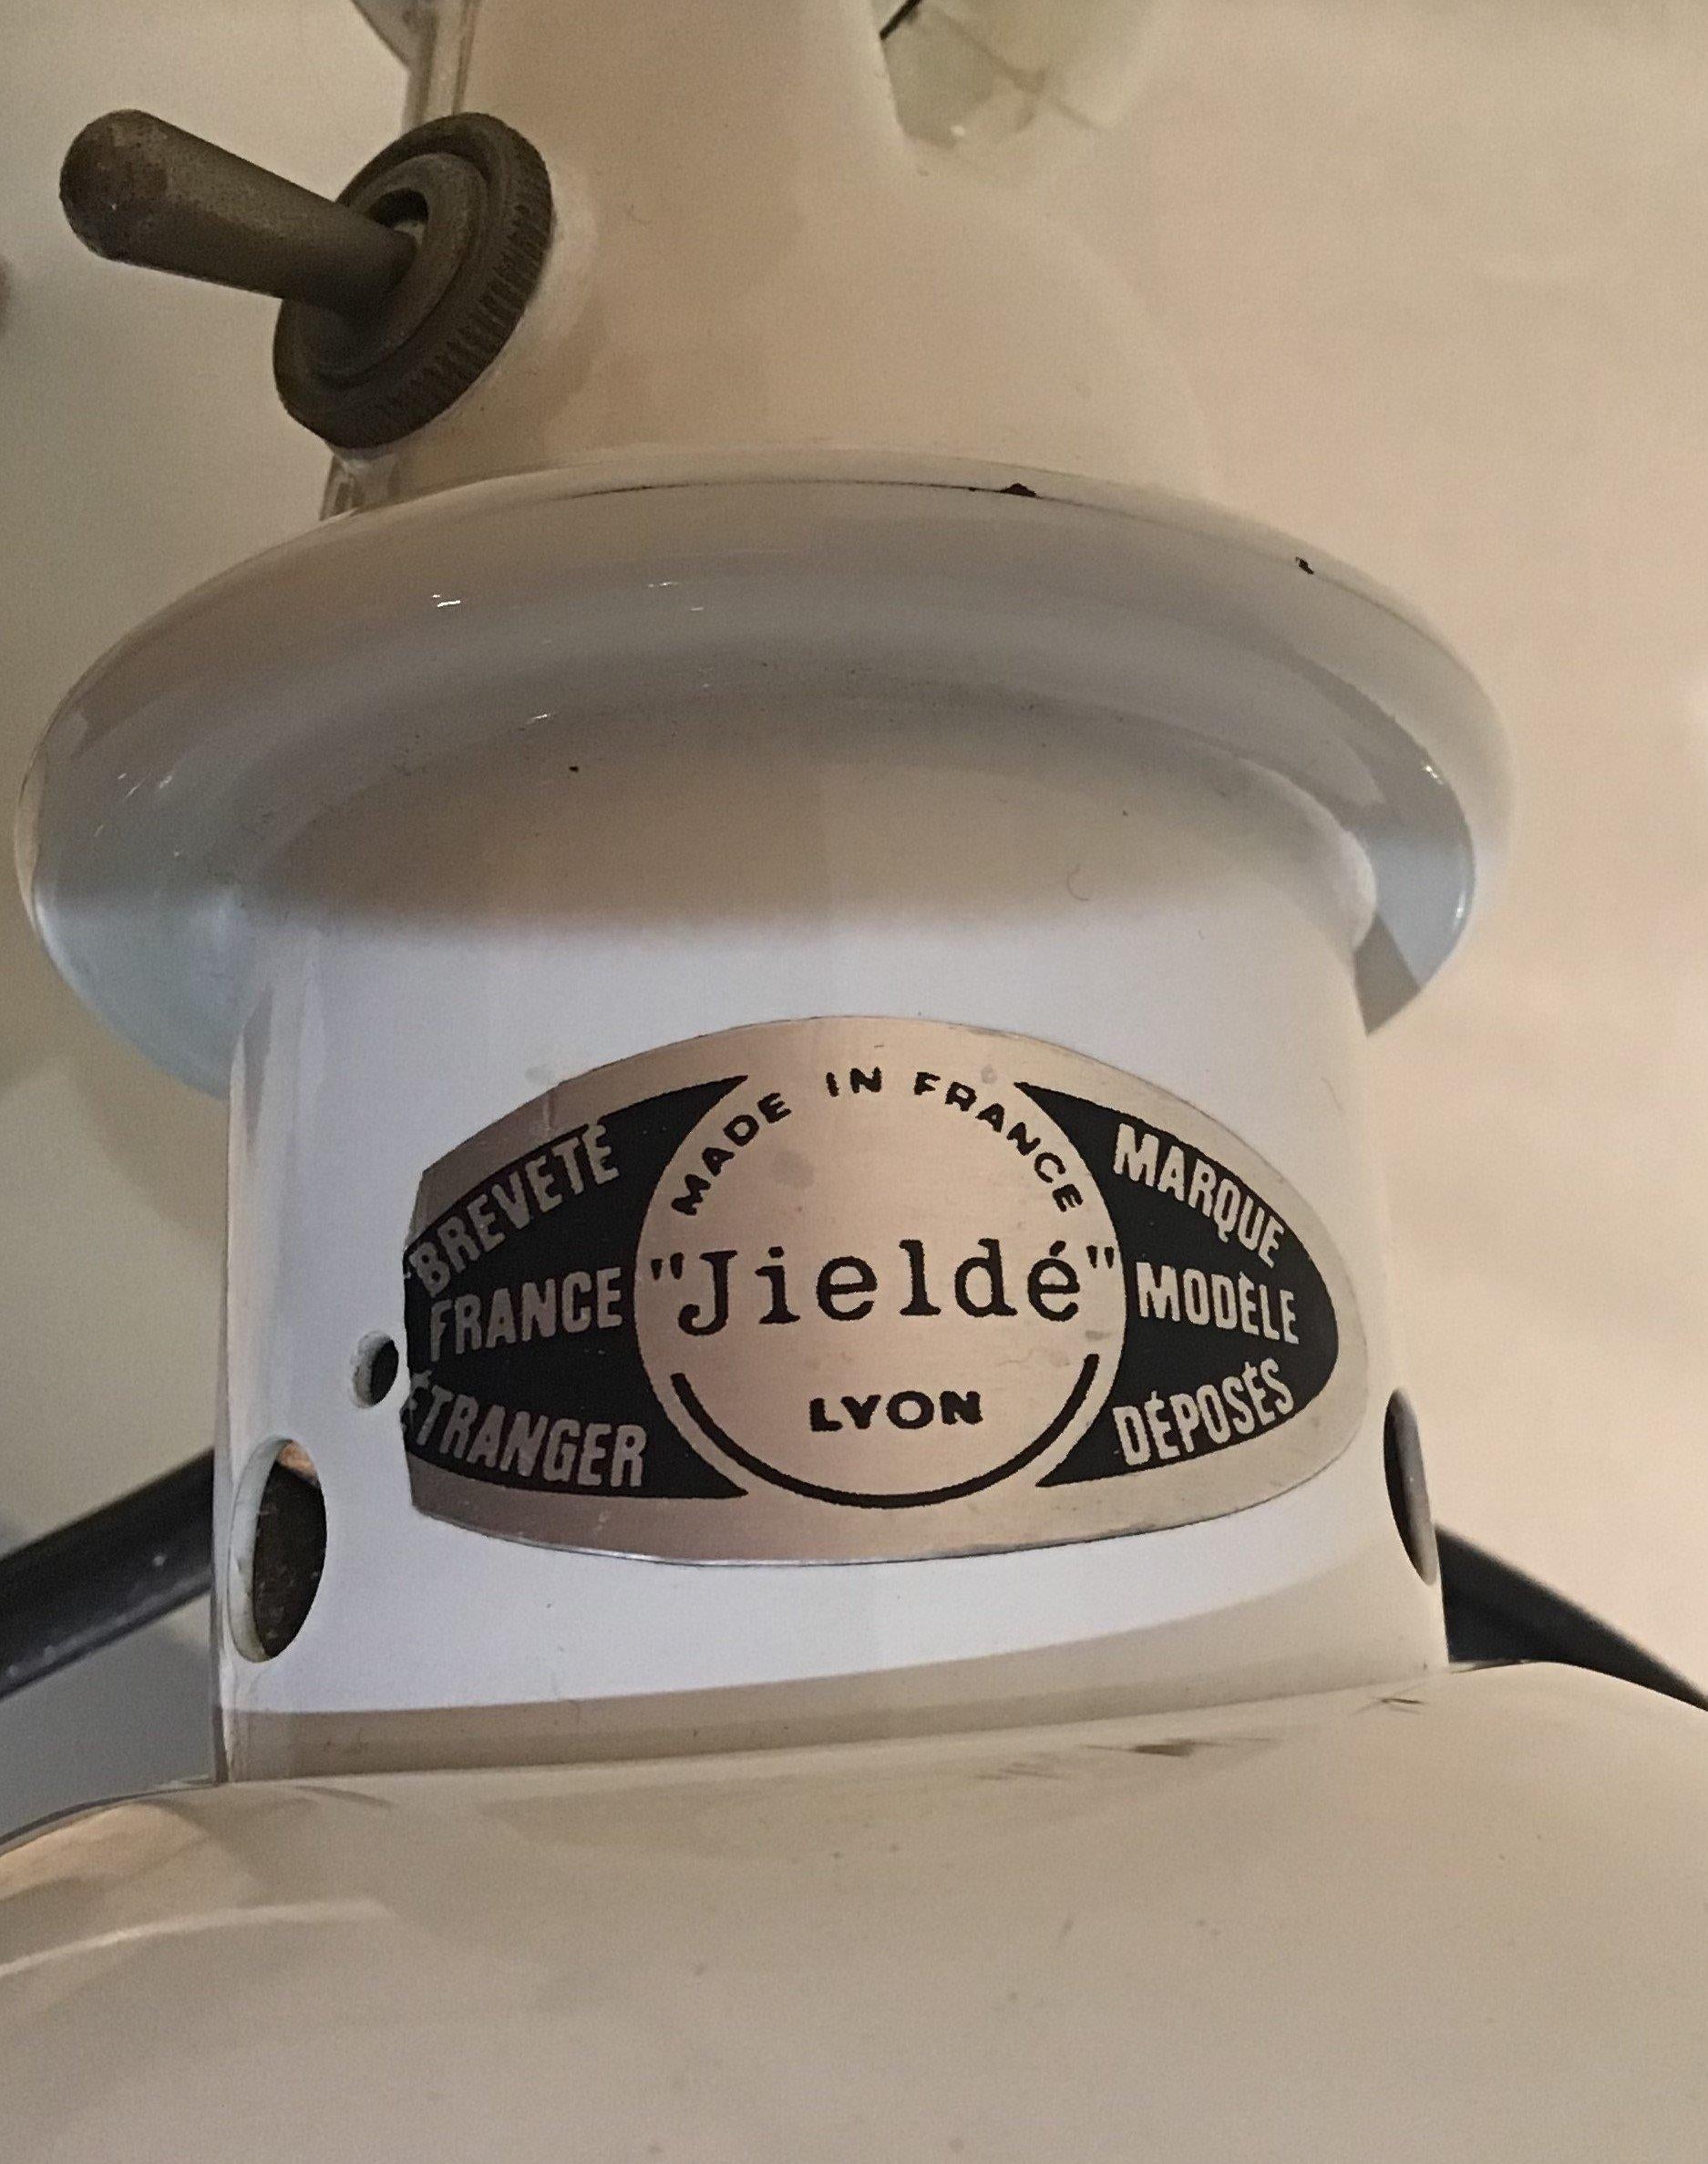 BREVETÉ
FRANCE
ÉTRANGER
MADE IN FRANCE
"Jieldé"
LYON
MARQUE
MODÈLE
DÉPOSÉS